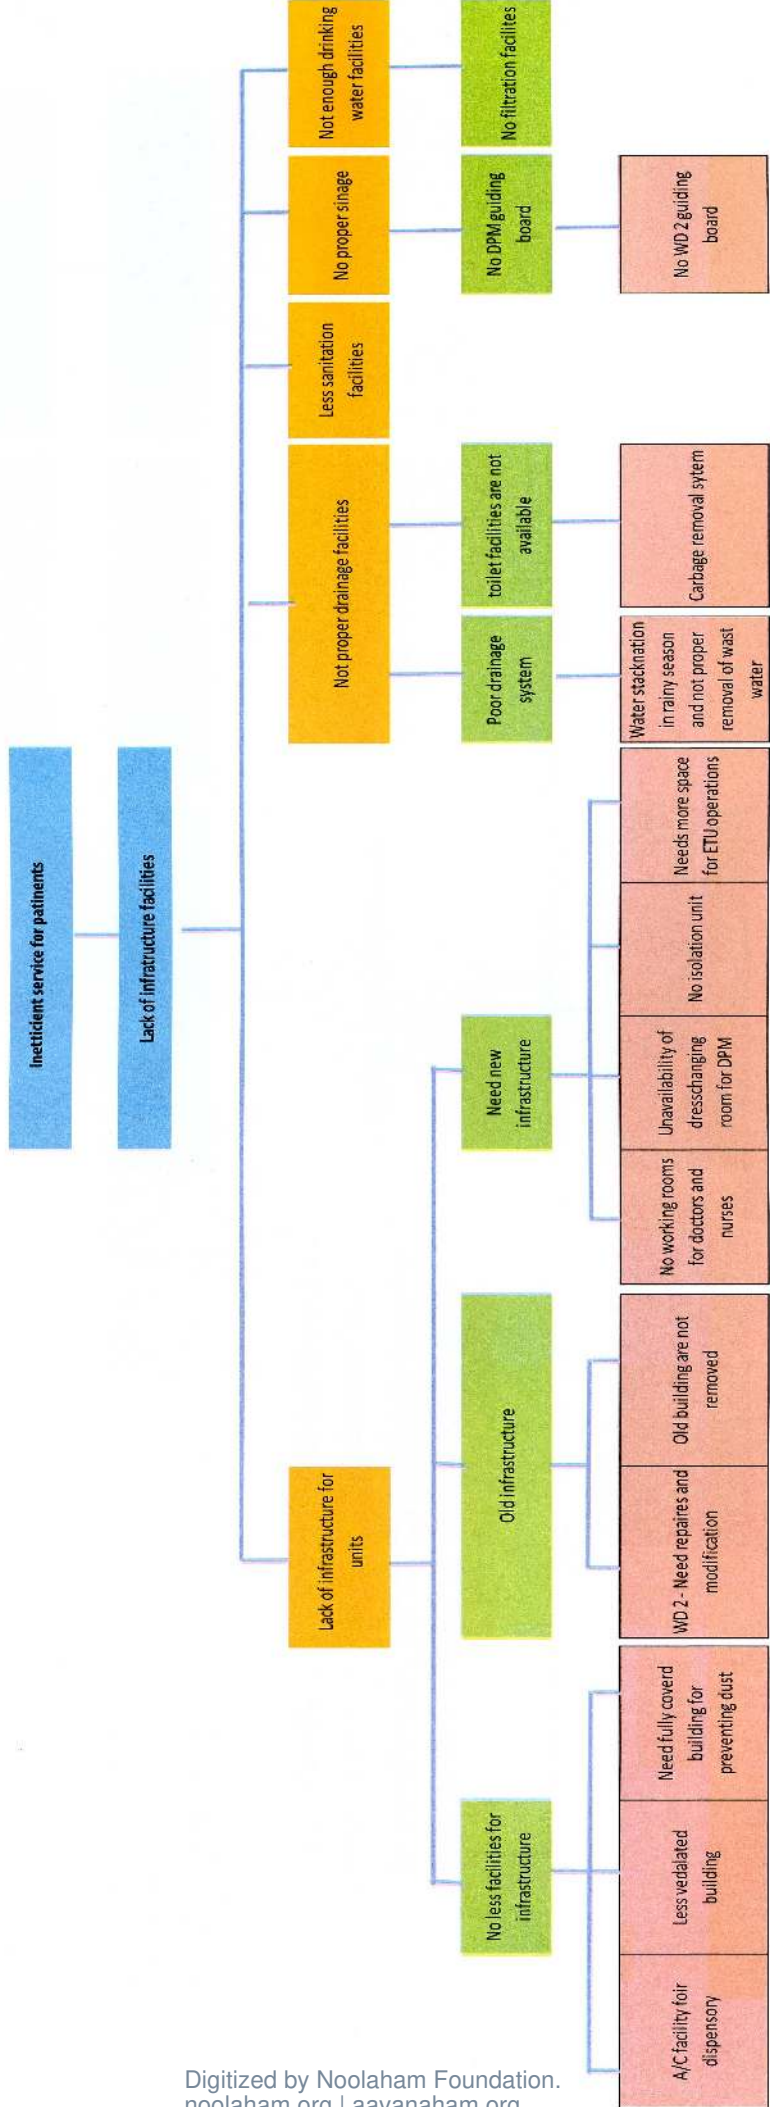 Inetticient service for patiments
Lack of infratructure facilities
Lack of infrastructure for
units
Not proper drainage facilities
Less sanitation
facilities
No proper sinage
Not enough drinking
water facilities
No less facilities for
infrastructure
Old infrastructure
Need new
infrastructure
Poor drainage
system
toilet facilities are not
available
No DPM guiding
board
No filtration facilites
A/C facility foir
dispensory
Less vedalated
building
Need fully coverd
building for
preventing dust
WD 2 - Need repaires and
modification
Old building are not
removed
No working rooms
for doctors and
nurses
Unavailability of
dresschanging
room for DPM
No isolation unit
Needs more space
for ETU operations
Water stacknation
in rainy season
and not proper
removal of wast
water
Carbage removal sytem
No WD 2 guiding
board
Digitized by Noolaham Foundation.
noolaham.org | aavanaham.org